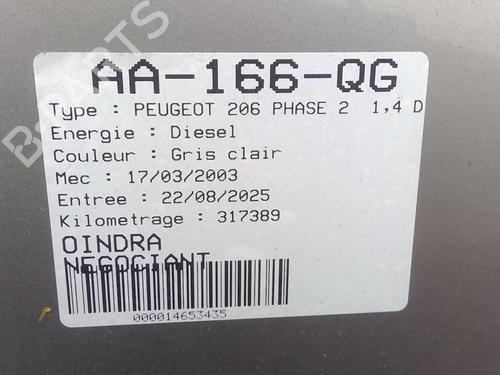 AA-166-QG
Type : PEUGEOT 206 PHASE 2 1,4 D
Energie : Diesel
Couleur : Gris clair
Mec : 17/03/2003
Entree : 22/08/2025
Kilometrage : 317389
OINDRA
NEGOCIANT
000014653435